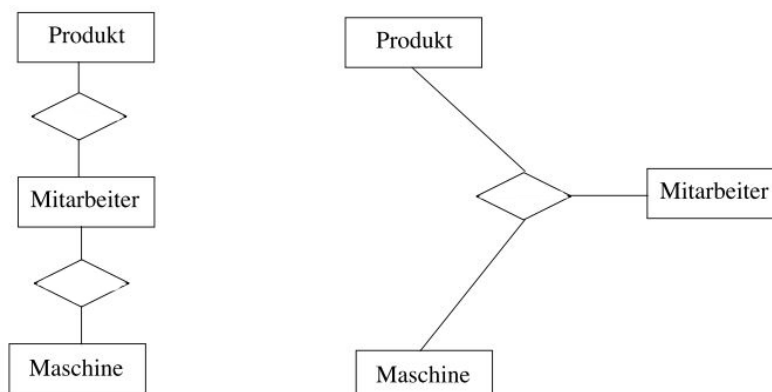 Produkt
Mitarbeiter
Maschine
Produkt
Mitarbeiter
Maschine